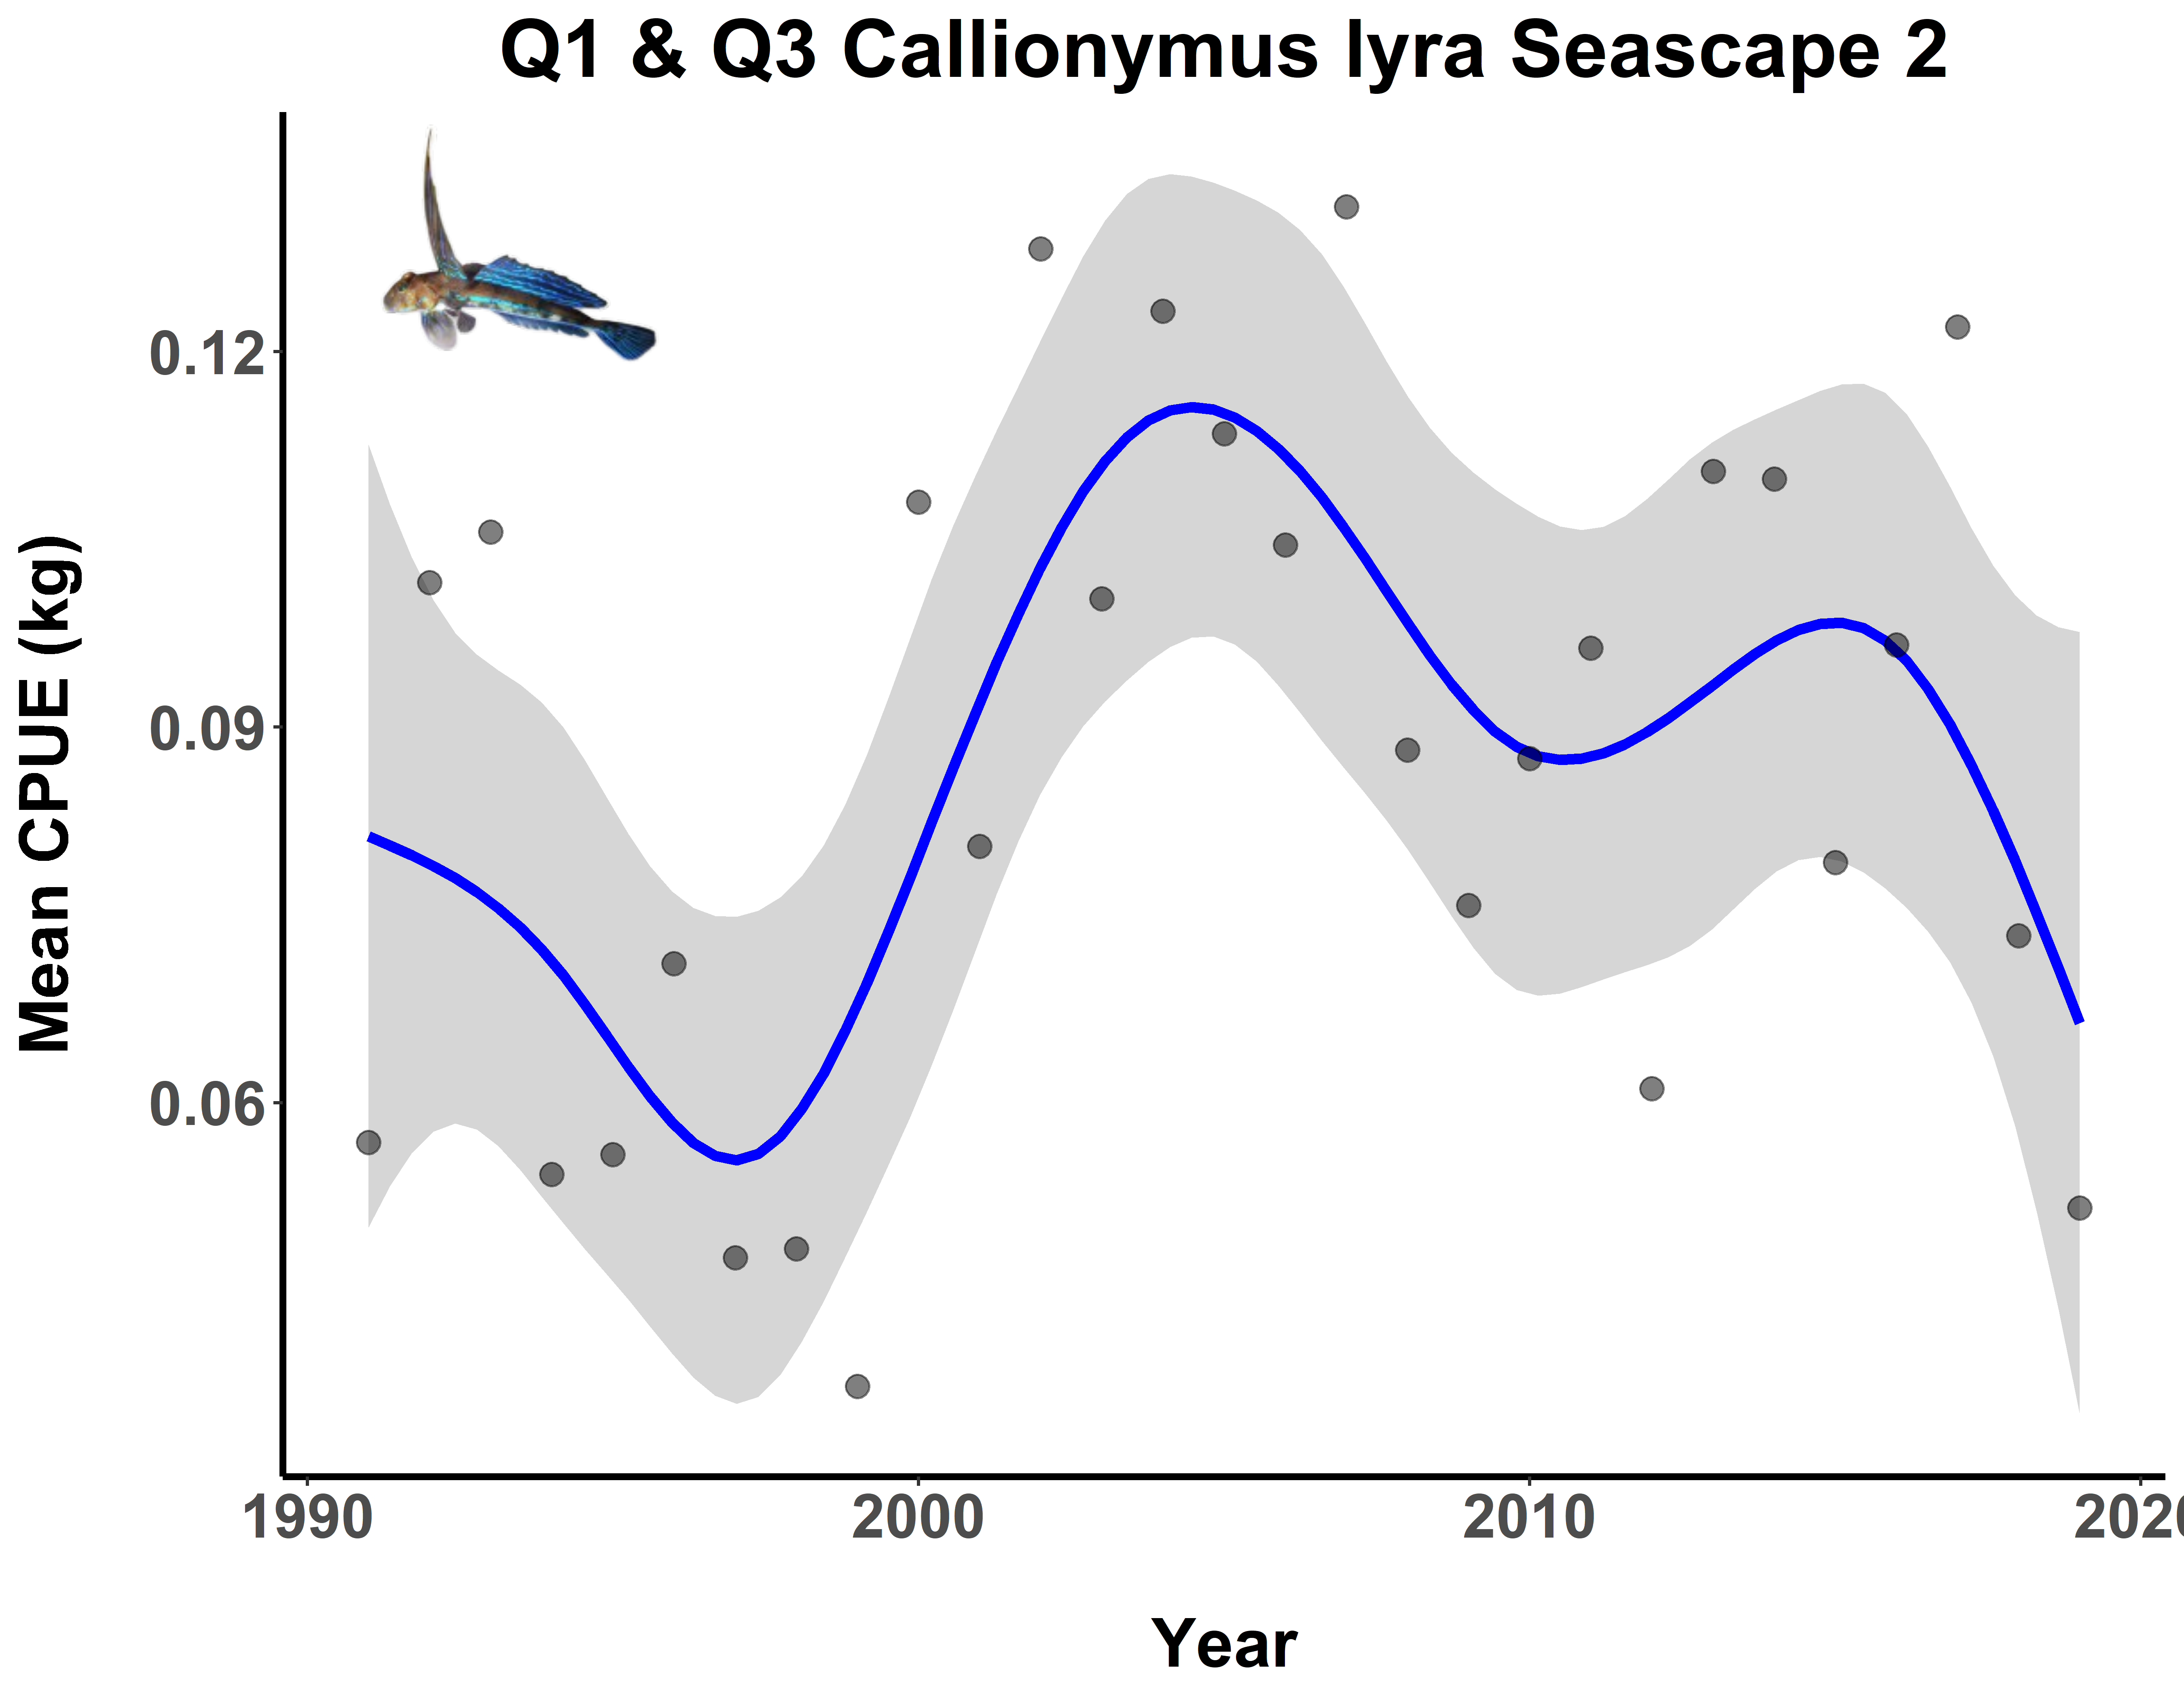 Q1 & Q3 Callionymus lyra Seascape 2
0.12
0.09
0.06
Mean CPUE (kg)
1990 2000 2010 202
Year